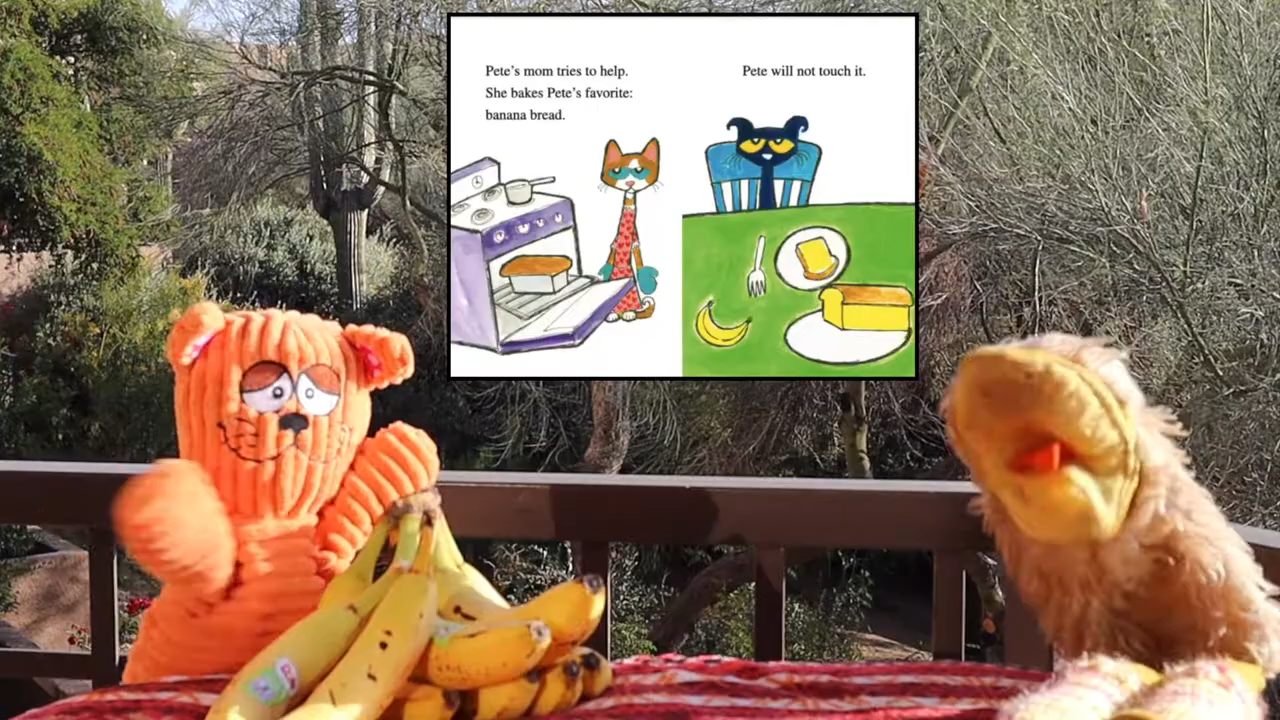 Pete's mom tries to help.
She bakes Pete's favorite:
banana bread.
Pete will not touch it.